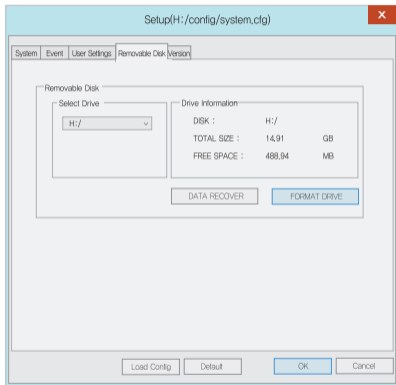 Setup(H:/config/system.cfg)
x
System Event User Settings Removable Disk Version
Removable Disk
Select Drive
H:/
Drive Information
DISK : H:/
TOTAL SIZE : 14.91 GB
FREE SPACE : 488.94 MB
DATA RECOVER FORMAT DRIVE
Load Contig Default OK Cancel